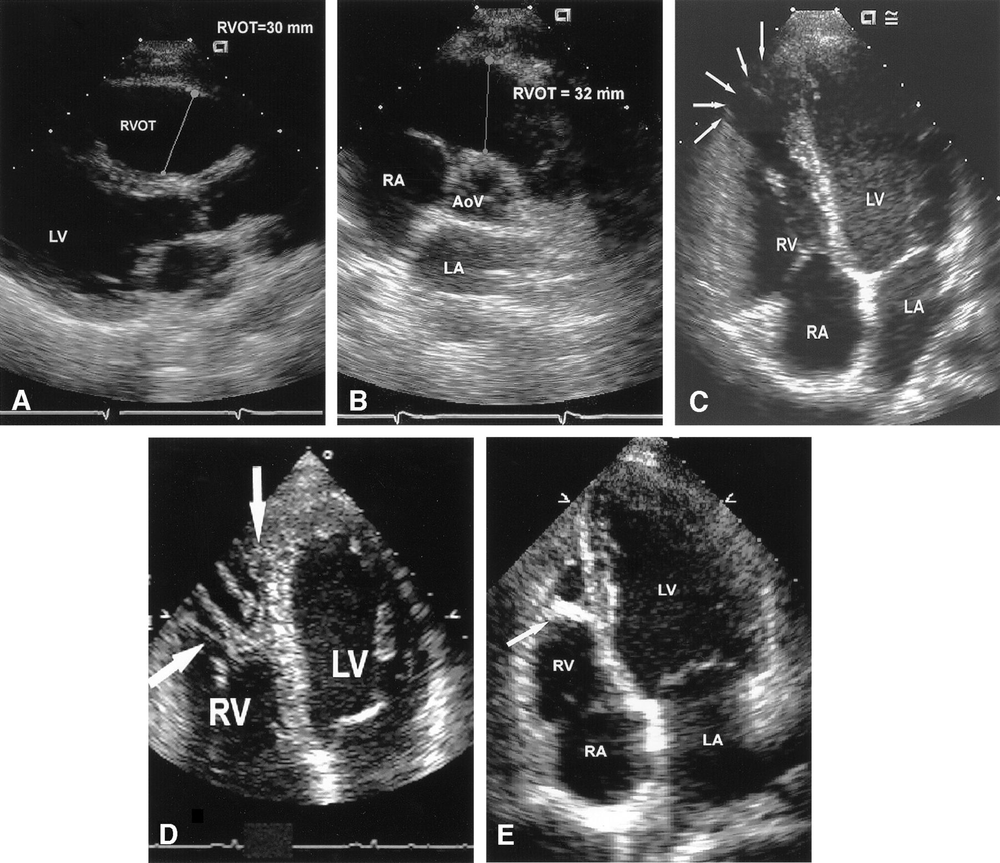 RVOT=30 mm
RVOT
LV
A
RVOT = 32 mm
RA
AoV
LA
B
LV
RV
LA
RA
C
LV
RV
D
LV
RV
LA
RA
E